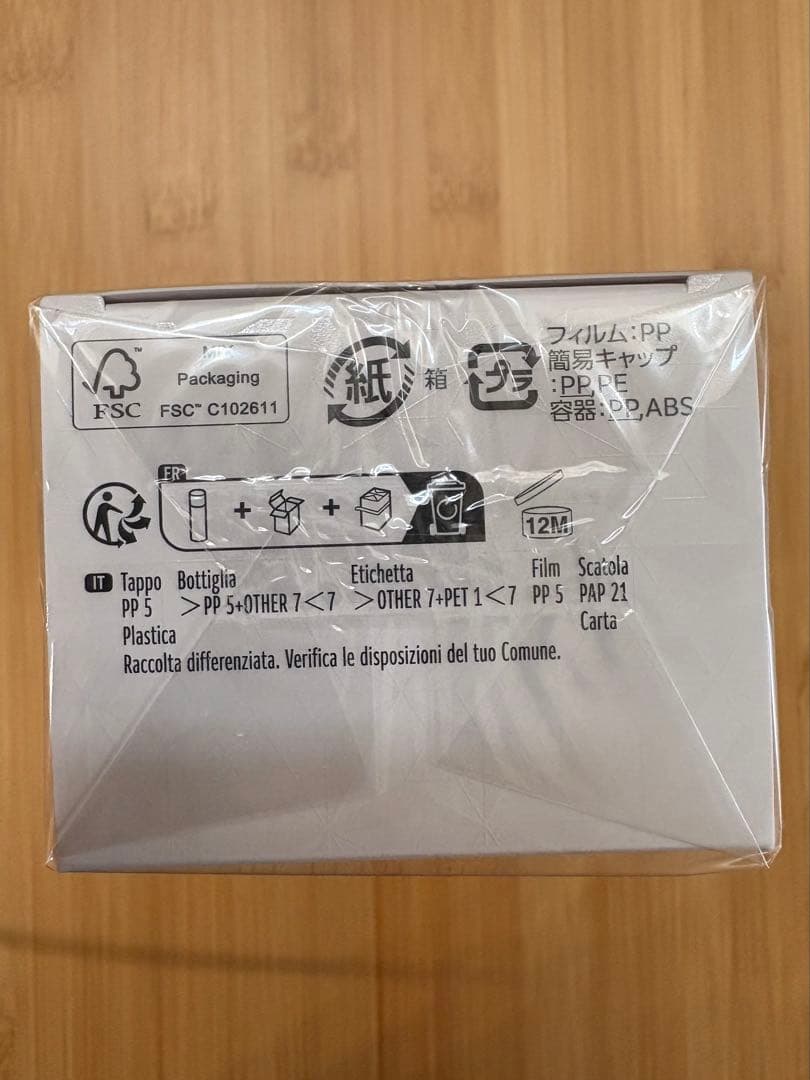 FSC™
MIX
Packaging
FSC™ C102611
紙
箱
プラ
フィルム:PP
簡易キャップ
:PP,PE
容器:PP,ABS
FR
+
+
12M
IT
Tappo Bottiglia Etichetta Film Scatola
PP 5 >PP 5+OTHER 7<7 >OTHER 7+PET 1<7 PP 5 PAP 21
Plastica Carta
Raccolta differenziata. Verifica le disposizioni del tuo Comune.